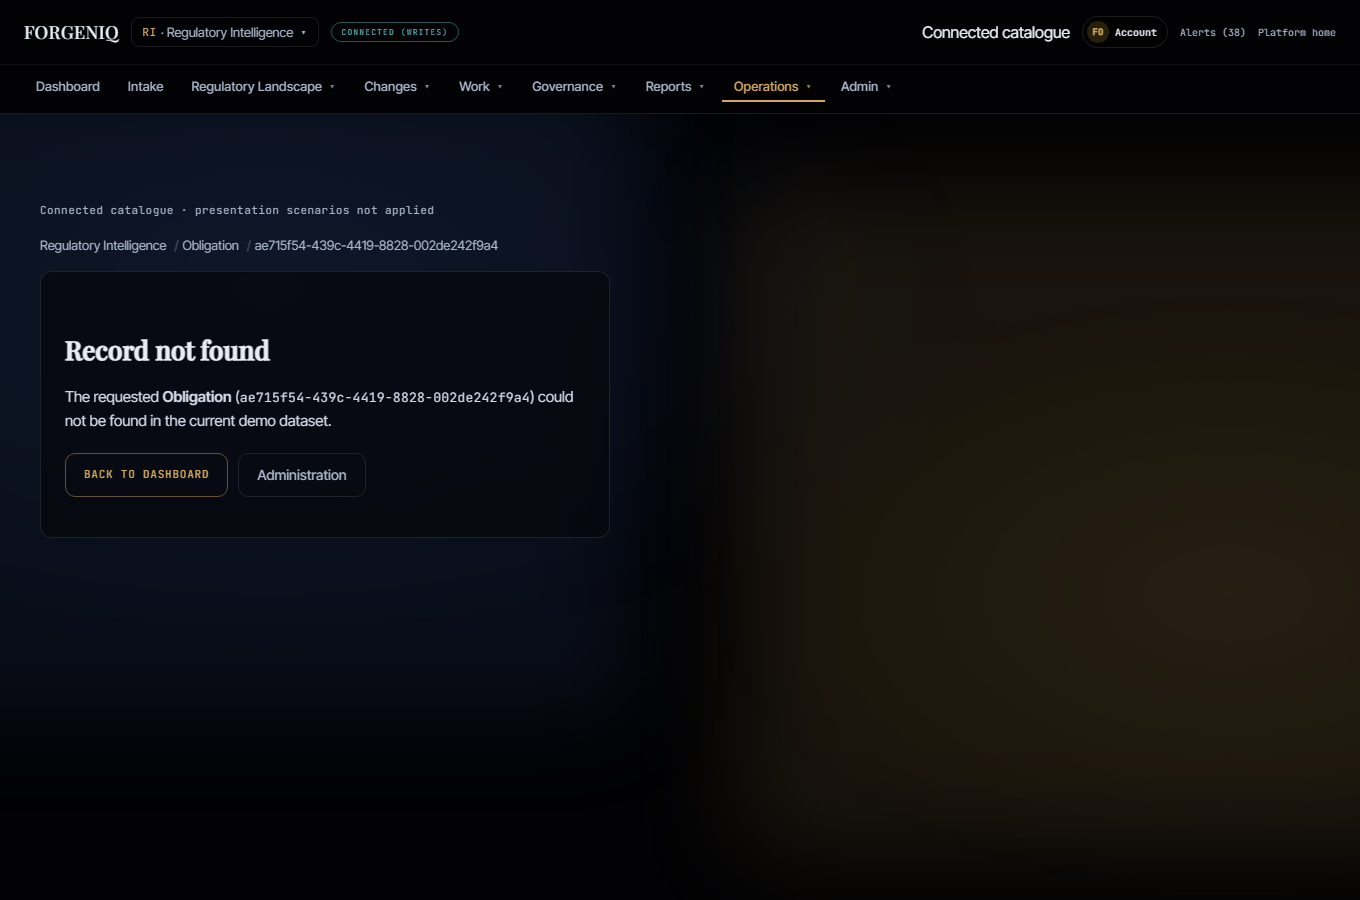 FORGENIQ RI · Regulatory Intelligence ▾ CONNECTED (WRITES) Connected catalogue FO Account Alerts (38) Platform home
Dashboard Intake Regulatory Landscape ▾ Changes ▾ Work ▾ Governance ▾ Reports ▾ Operations ▾ Admin ▾
Connected catalogue · presentation scenarios not applied
Regulatory Intelligence / Obligation / ae715f54-439c-4419-8828-002de242f9a4
Record not found
The requested Obligation (ae715f54-439c-4419-8828-002de242f9a4) could
not be found in the current demo dataset.
BACK TO DASHBOARD Administration